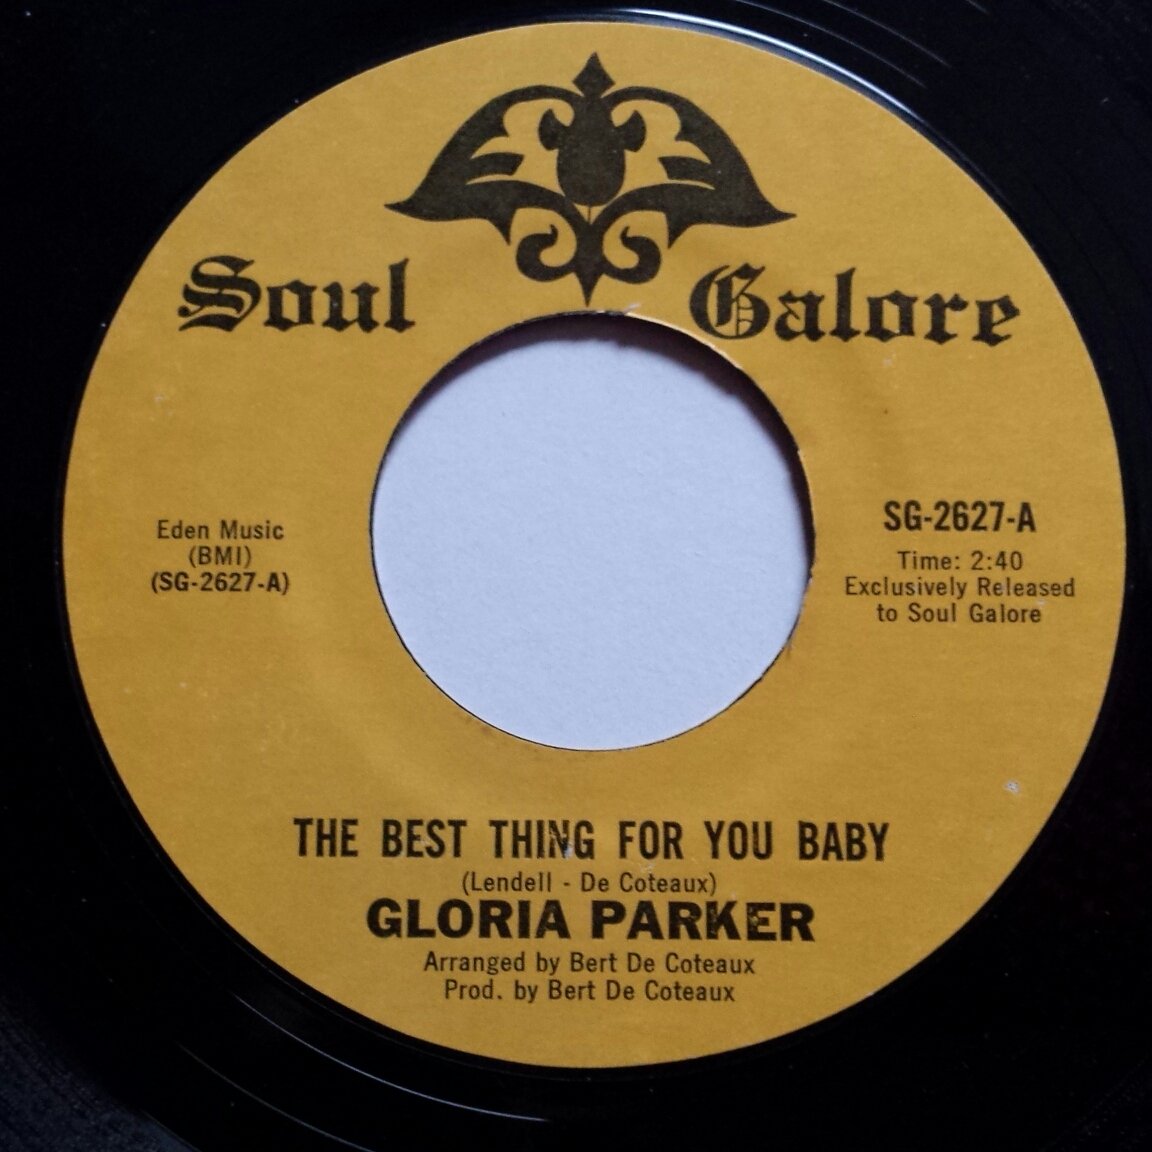 Soul Galore
Eden Music
(BMI)
(SG-2627-A)
SG-2627-A
Time: 2:40
Exclusively Released
to Soul Galore
THE BEST THING FOR YOU BABY
(Lendell - De Coteaux)
GLORIA PARKER
Arranged by Bert De Coteaux
Prod. by Bert De Coteaux